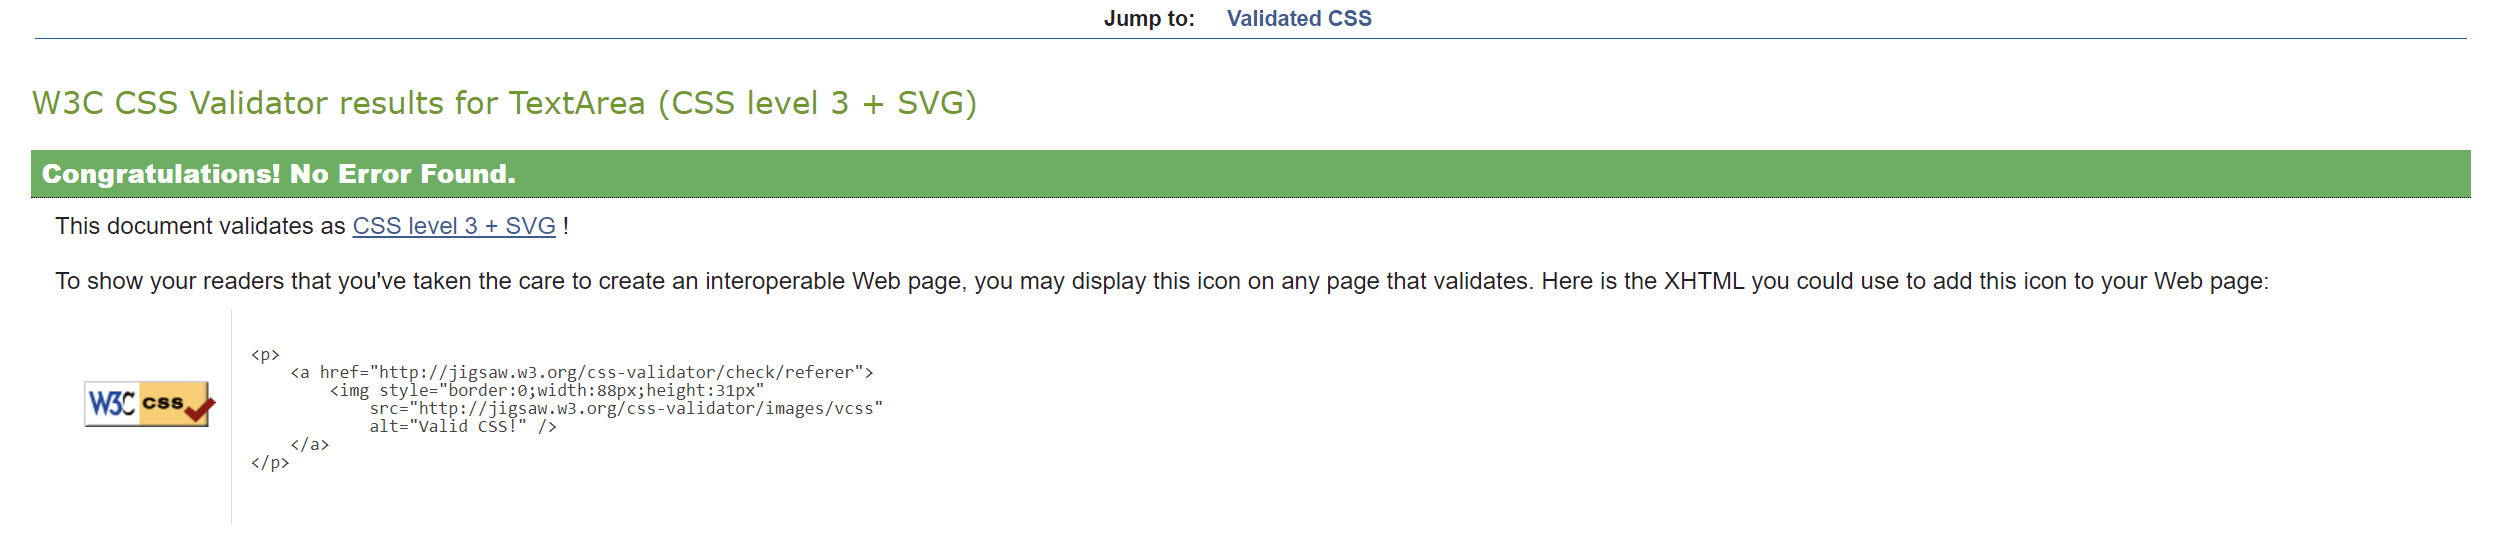 Jump to: Validated CSS
W3C CSS Validator results for TextArea (CSS level 3 + SVG)
Congratulations! No Error Found.
This document validates as CSS level 3 + SVG !
To show your readers that you've taken the care to create an interoperable Web page, you may display this icon on any page that validates. Here is the XHTML you could use to add this icon to your Web page:
W3C css
<p>
    <a href="http://jigsaw.w3.org/css-validator/check/referer">
        <img style="border:0;width:88px;height:31px"
            src="http://jigsaw.w3.org/css-validator/images/vcss"
            alt="Valid CSS!" />
    </a>
</p>